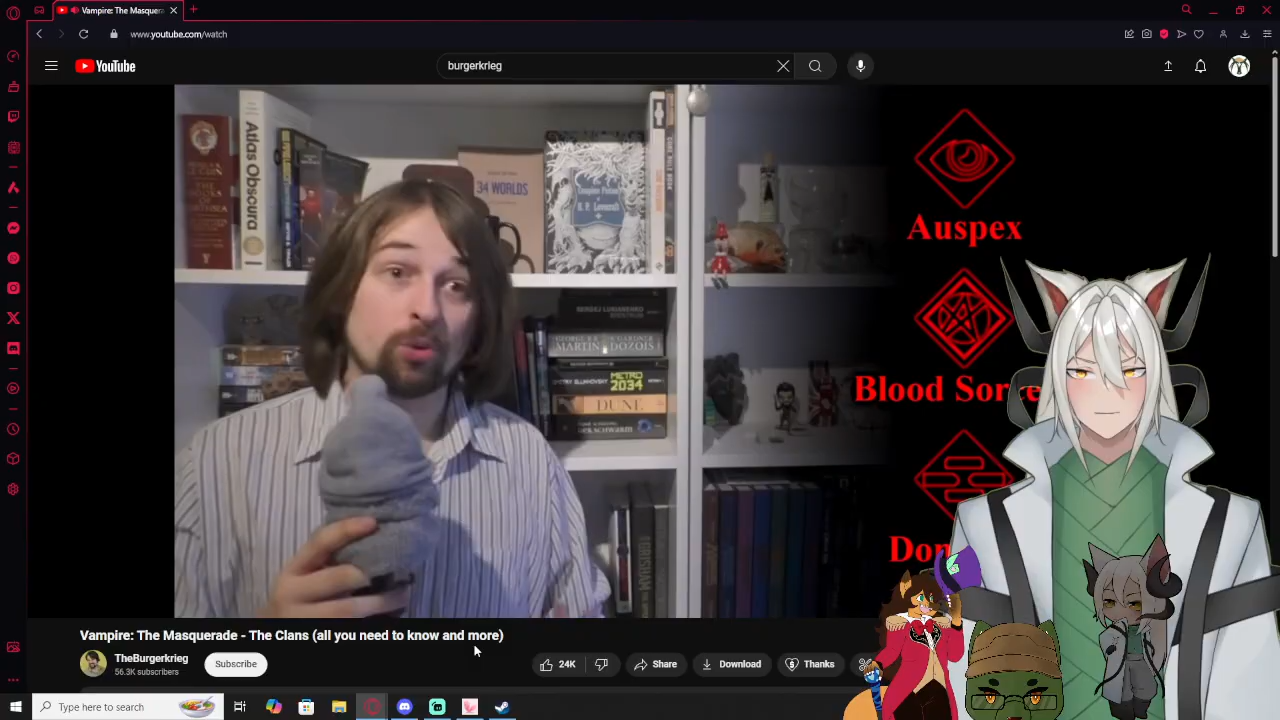 Vampire: The Masquera
www.youtube.com/watch
YouTube
burgerkrieg
Atlas Obscura
34 WORLDS
METRO
2034
DUNE
MARTIN DOZOIS
Auspex
Blood Sorce
Dom
Vampire: The Masquerade - The Clans (all you need to know and more)
TheBurgerkrieg
56.3K subscribers
Subscribe
24K
Share
Download
Thanks
Type here to search